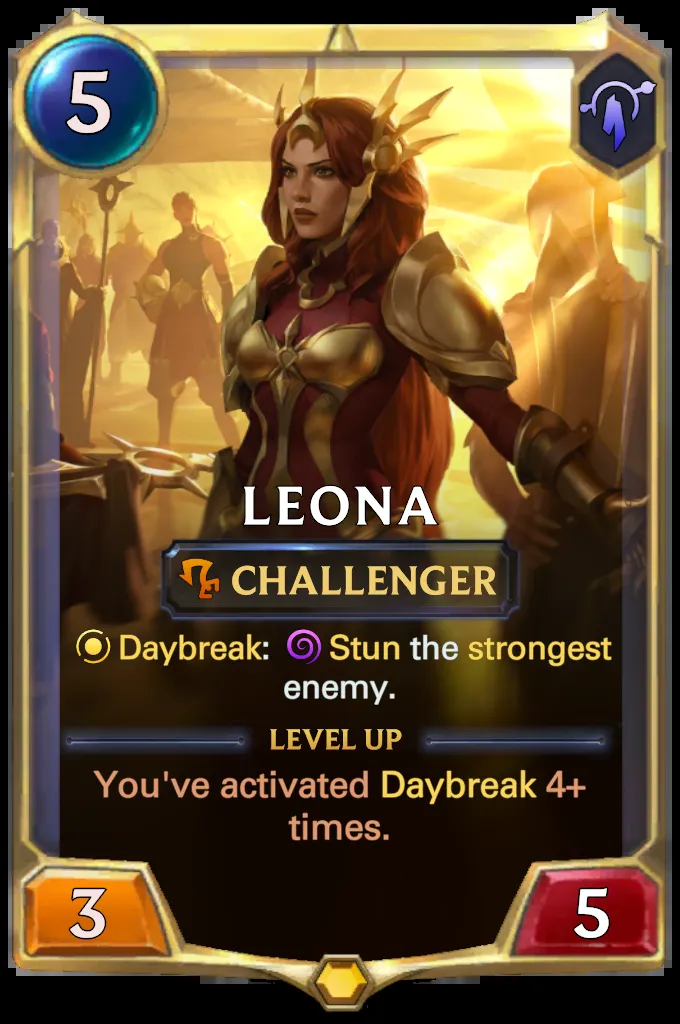 5
LEONA
CHALLENGER
Daybreak: Stun the strongest
enemy.
LEVEL UP
You've activated Daybreak 4+
times.
3
5